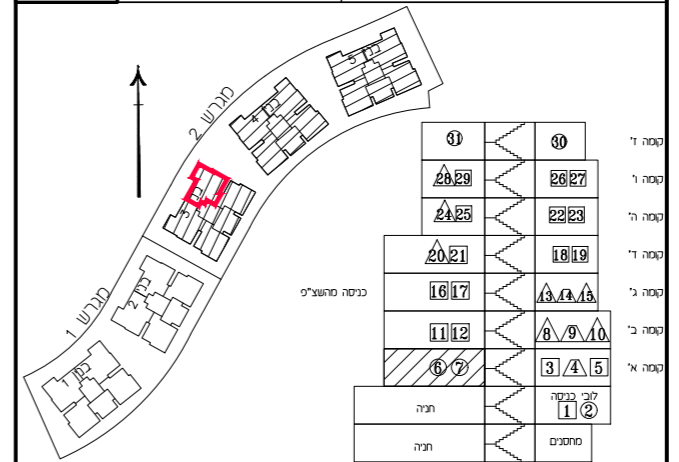 מגרש 2
בנין 5
בנין 4
בנין 3
מגרש 1
בנין 2
בנין 1
31 30 קומה ז'
28 29 26 27 קומה ו'
24 25 22 23 קומה ה'
20 21 18 19 קומה ד'
כניסה מהשצ"פ 16 17 13 14 15 קומה ג'
11 12 8 9 10 קומה ב'
6 7 3 4 5 קומה א'
חניה לובי כניסה
1 2
חניה מחסנים